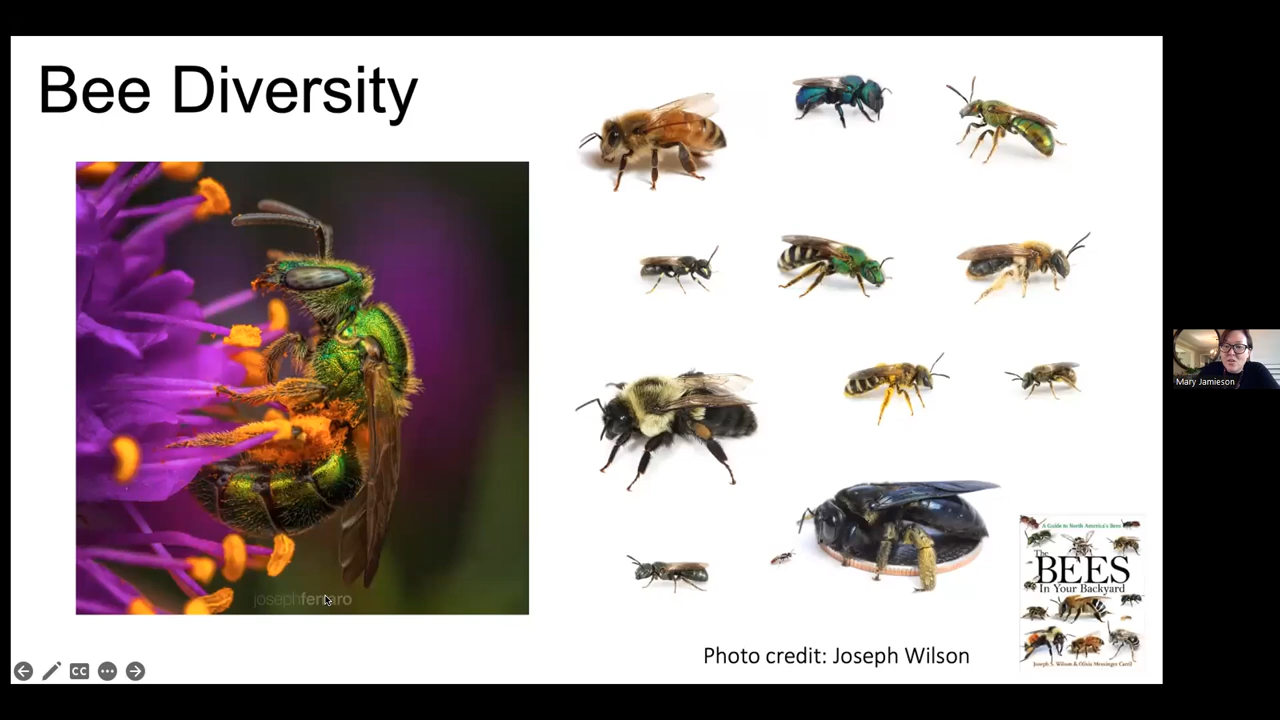 Bee Diversity
josephferraro
Photo credit: Joseph Wilson
A Guide to North America's Bees
The
BEES
In Your Backyard
Joseph S. Wilson & Olivia Messinger Carril
CC
Mary Jamieson